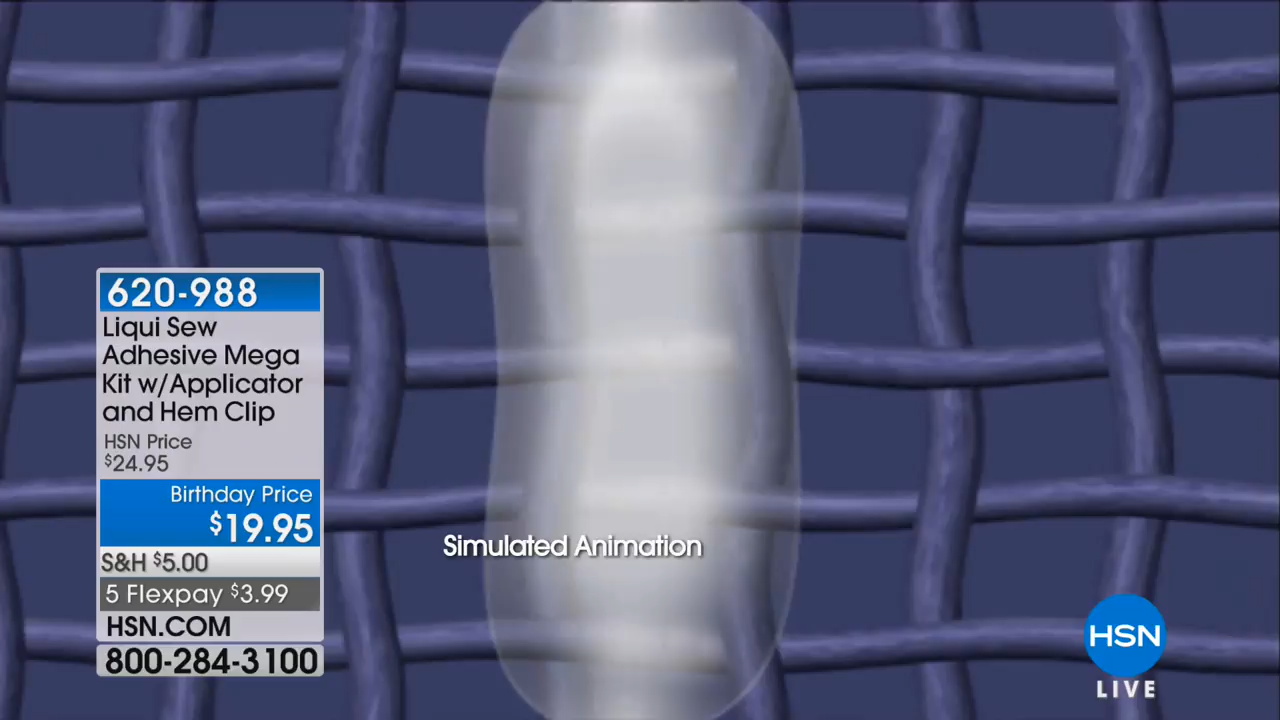 620-988
Liqui Sew
Adhesive Mega
Kit w/Applicator
and Hem Clip
HSN Price
$24.95
Birthday Price
$19.95
S&H $5.00
5 Flexpay $3.99
HSN.COM
800-284-3100
Simulated Animation
HSN
LIVE